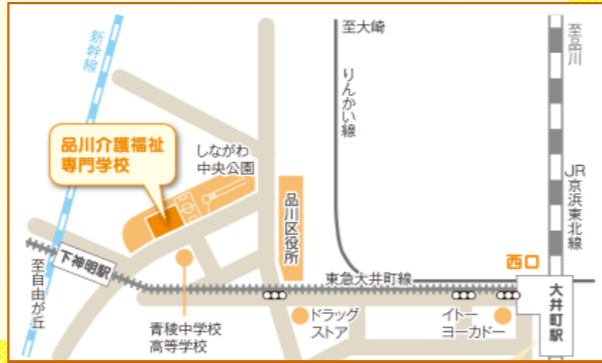 新幹線
品川介護福祉
専門学校
しながわ
中央公園
品川区役所
至大崎
りんかい線
至品川
JR京浜東北線
西口
大井町駅
東急大井町線
下神明駅
至自由が丘
青稜中学校
高等学校
ドラッグ
ストア
イトー
ヨーカドー